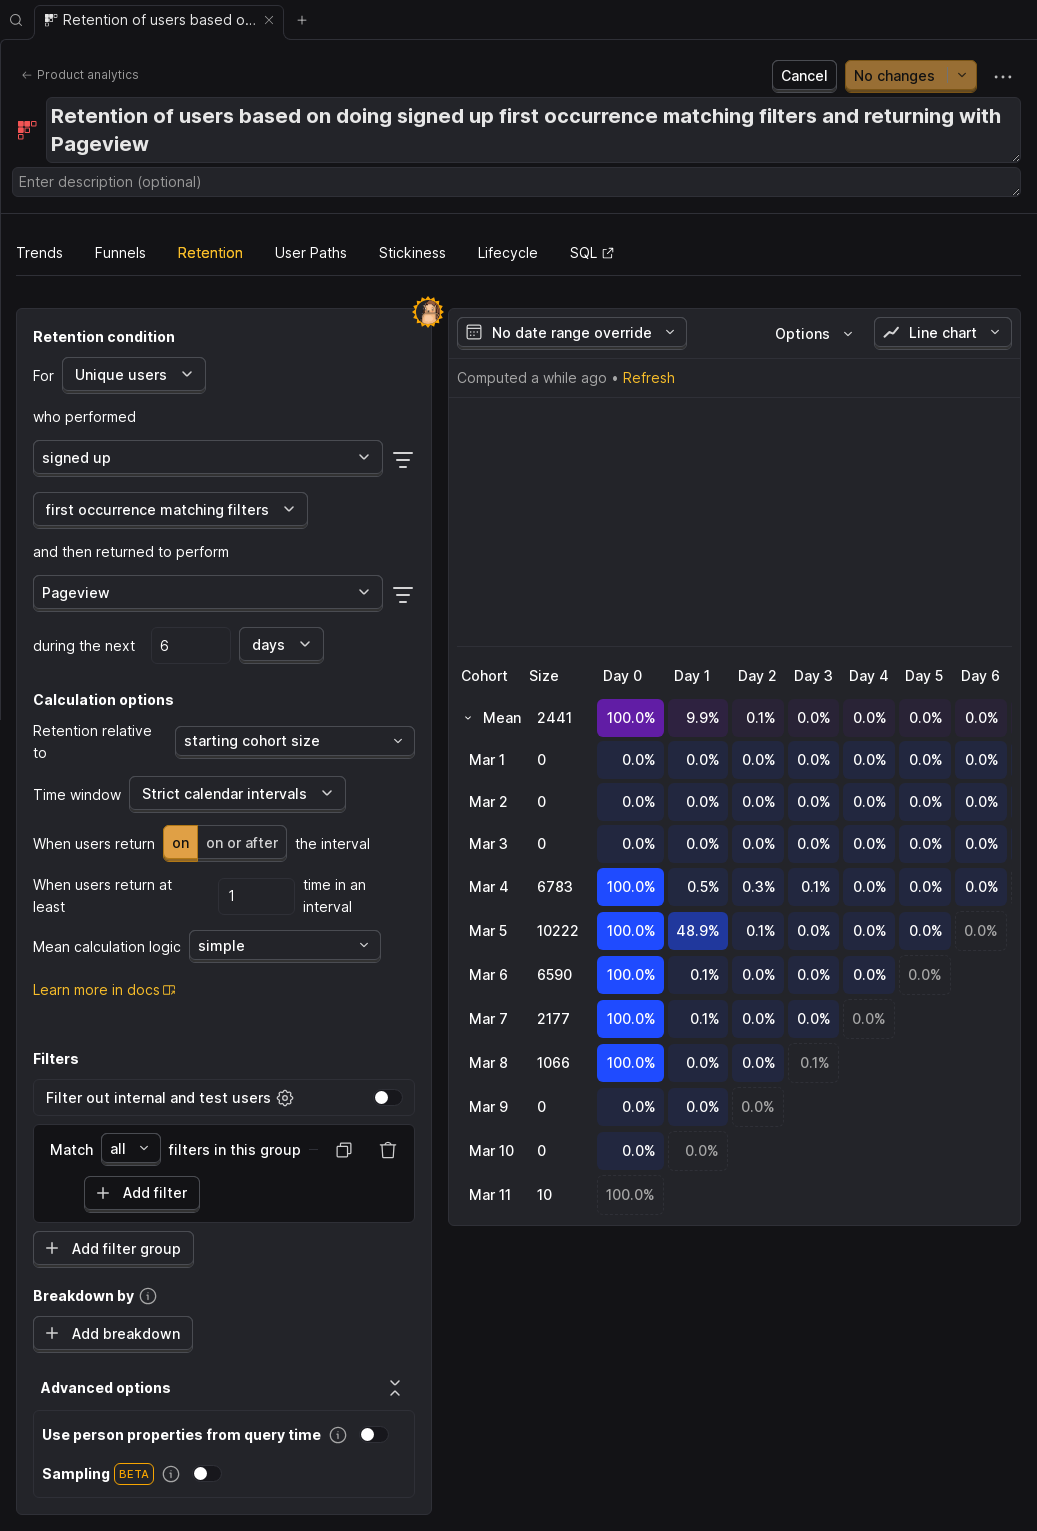 Retention of users based o...
Product analytics
Cancel
No changes
Retention of users based on doing signed up first occurrence matching filters and returning with
Pageview
Enter description (optional)
Trends Funnels Retention User Paths Stickiness Lifecycle SQL
Retention condition
For Unique users
who performed
signed up
first occurrence matching filters
and then returned to perform
Pageview
during the next 6 days
Calculation options
Retention relative
to
starting cohort size
Time window Strict calendar intervals
When users return on on or after the interval
When users return at
least
1
time in an
interval
Mean calculation logic simple
Learn more in docs
Filters
Filter out internal and test users
Match all filters in this group
Add filter
Add filter group
Breakdown by
Add breakdown
Advanced options
Use person properties from query time
Sampling BETA
No date range override Options Line chart
Computed a while ago • Refresh
Cohort Size Day 0 Day 1 Day 2 Day 3 Day 4 Day 5 Day 6
Mean 2441 100.0% 9.9% 0.1% 0.0% 0.0% 0.0% 0.0%
Mar 1 0 0.0% 0.0% 0.0% 0.0% 0.0% 0.0% 0.0%
Mar 2 0 0.0% 0.0% 0.0% 0.0% 0.0% 0.0% 0.0%
Mar 3 0 0.0% 0.0% 0.0% 0.0% 0.0% 0.0% 0.0%
Mar 4 6783 100.0% 0.5% 0.3% 0.1% 0.0% 0.0% 0.0%
Mar 5 10222 100.0% 48.9% 0.1% 0.0% 0.0% 0.0% 0.0%
Mar 6 6590 100.0% 0.1% 0.0% 0.0% 0.0% 0.0%
Mar 7 2177 100.0% 0.1% 0.0% 0.0% 0.0%
Mar 8 1066 100.0% 0.0% 0.0% 0.1%
Mar 9 0 0.0% 0.0% 0.0%
Mar 10 0 0.0% 0.0%
Mar 11 10 100.0%